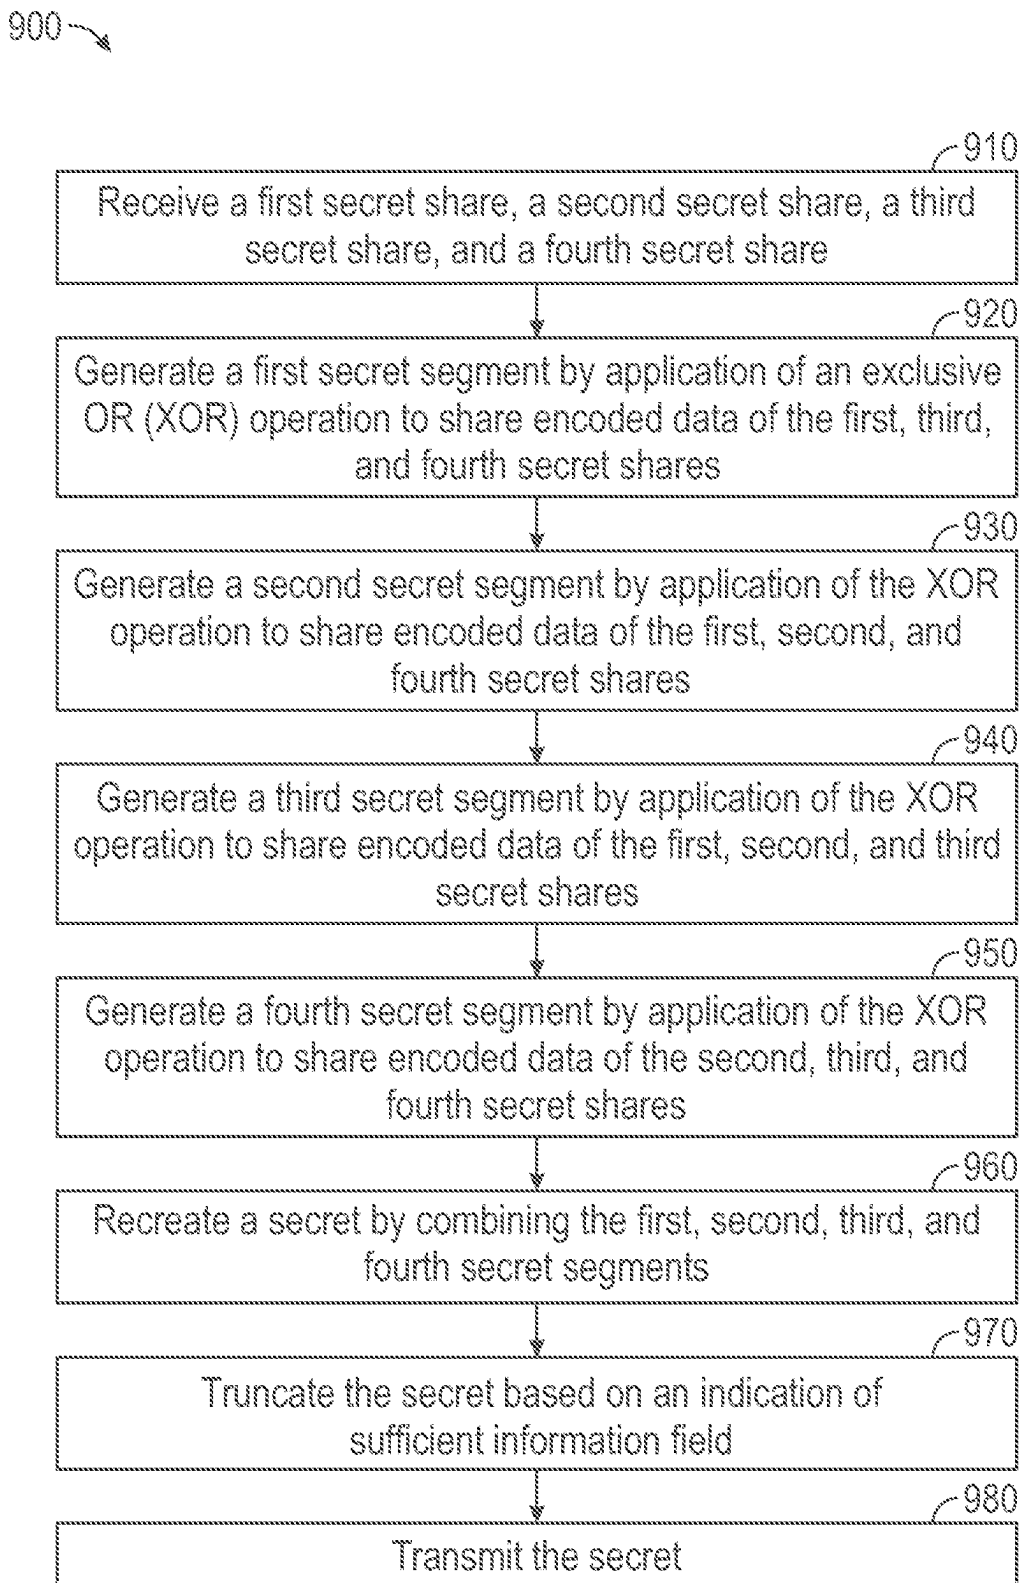 900
910
Receive a first secret share, a second secret share, a third
secret share, and a fourth secret share
920
Generate a first secret segment by application of an exclusive
OR (XOR) operation to share encoded data of the first, third,
and fourth secret shares
930
Generate a second secret segment by application of the XOR
operation to share encoded data of the first, second, and
fourth secret shares
940
Generate a third secret segment by application of the XOR
operation to share encoded data of the first, second, and third
secret shares
950
Generate a fourth secret segment by application of the XOR
operation to share encoded data of the second, third, and
fourth secret shares
960
Recreate a secret by combining the first, second, third, and
fourth secret segments
970
Truncate the secret based on an indication of
sufficient information field
980
Transmit the secret